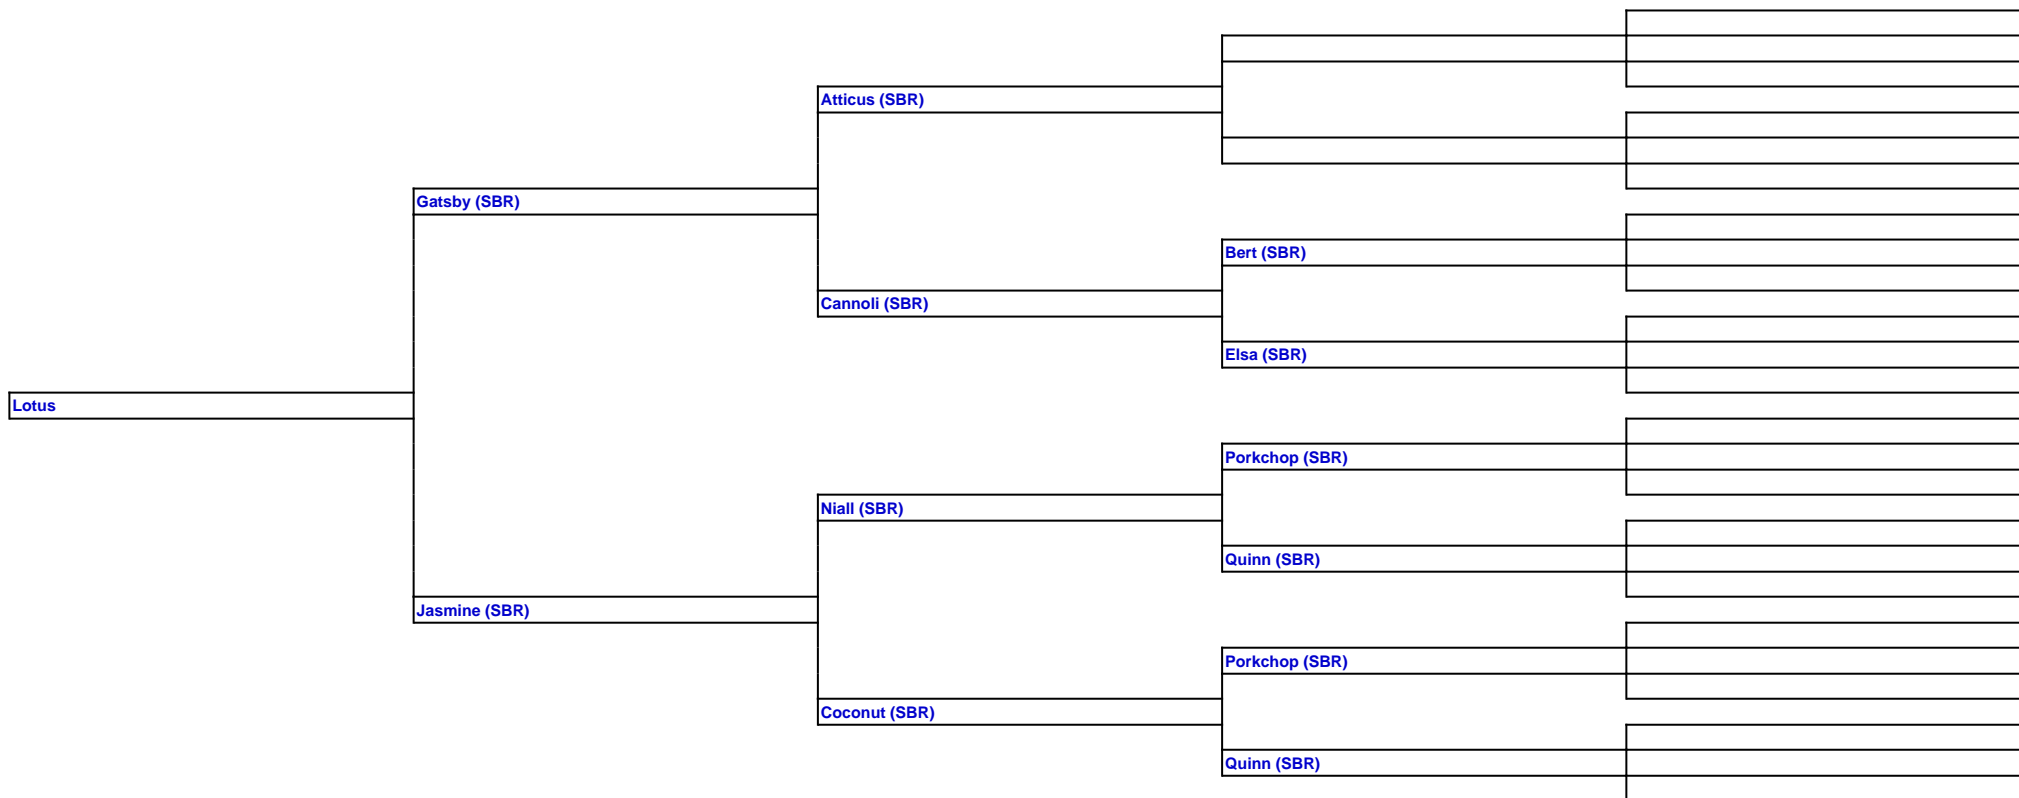 Atticus (SBR)
Gatsby (SBR)
Bert (SBR)
Cannoli (SBR)
Elsa (SBR)
Lotus
Porkchop (SBR)
Niall (SBR)
Quinn (SBR)
Jasmine (SBR)
Porkchop (SBR)
Coconut (SBR)
Quinn (SBR)